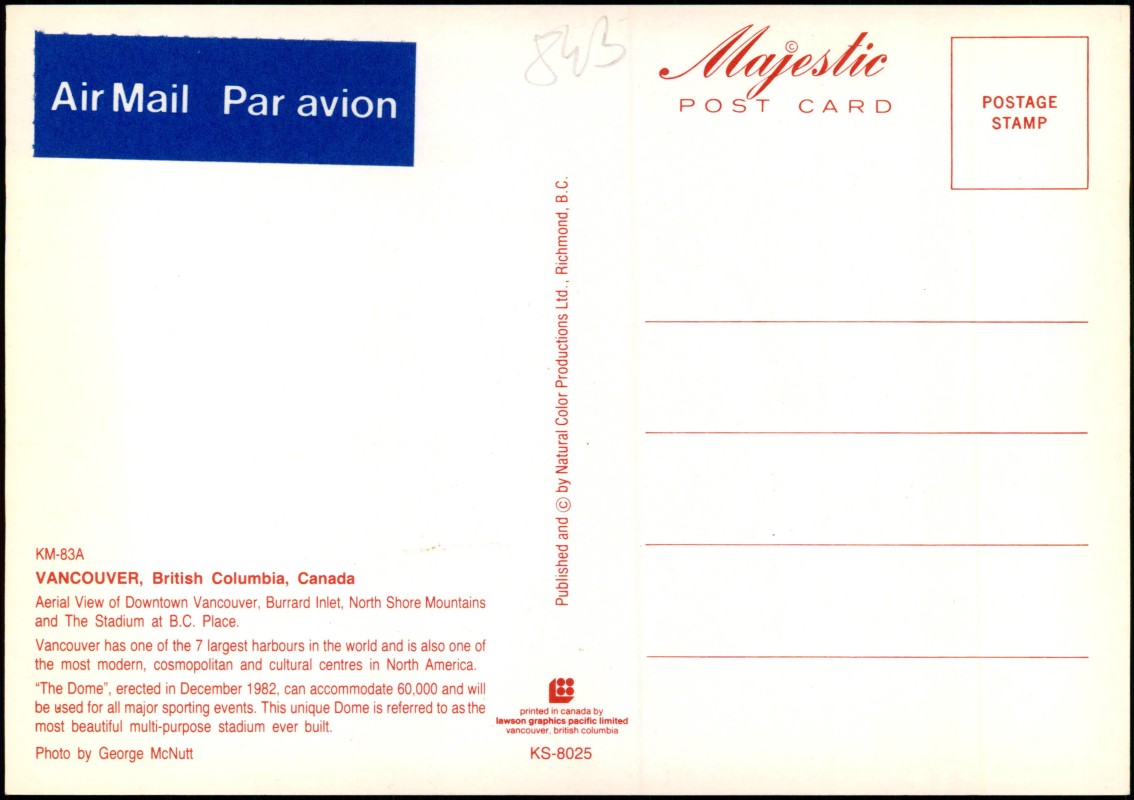 Air Mail Par avion
Majestic
©
POST CARD
POSTAGE
STAMP
Published and © by Natural Color Productions Ltd., Richmond, B.C.
KM-83A
VANCOUVER, British Columbia, Canada
Aerial View of Downtown Vancouver, Burrard Inlet, North Shore Mountains
and The Stadium at B.C. Place.
Vancouver has one of the 7 largest harbours in the world and is also one of
the most modern, cosmopolitan and cultural centres in North America.
“The Dome”, erected in December 1982, can accommodate 60,000 and will
be used for all major sporting events. This unique Dome is referred to as the
most beautiful multi-purpose stadium ever built.
Photo by George McNutt
printed in canada by
lawson graphics pacific limited
vancouver, british columbia
KS-8025